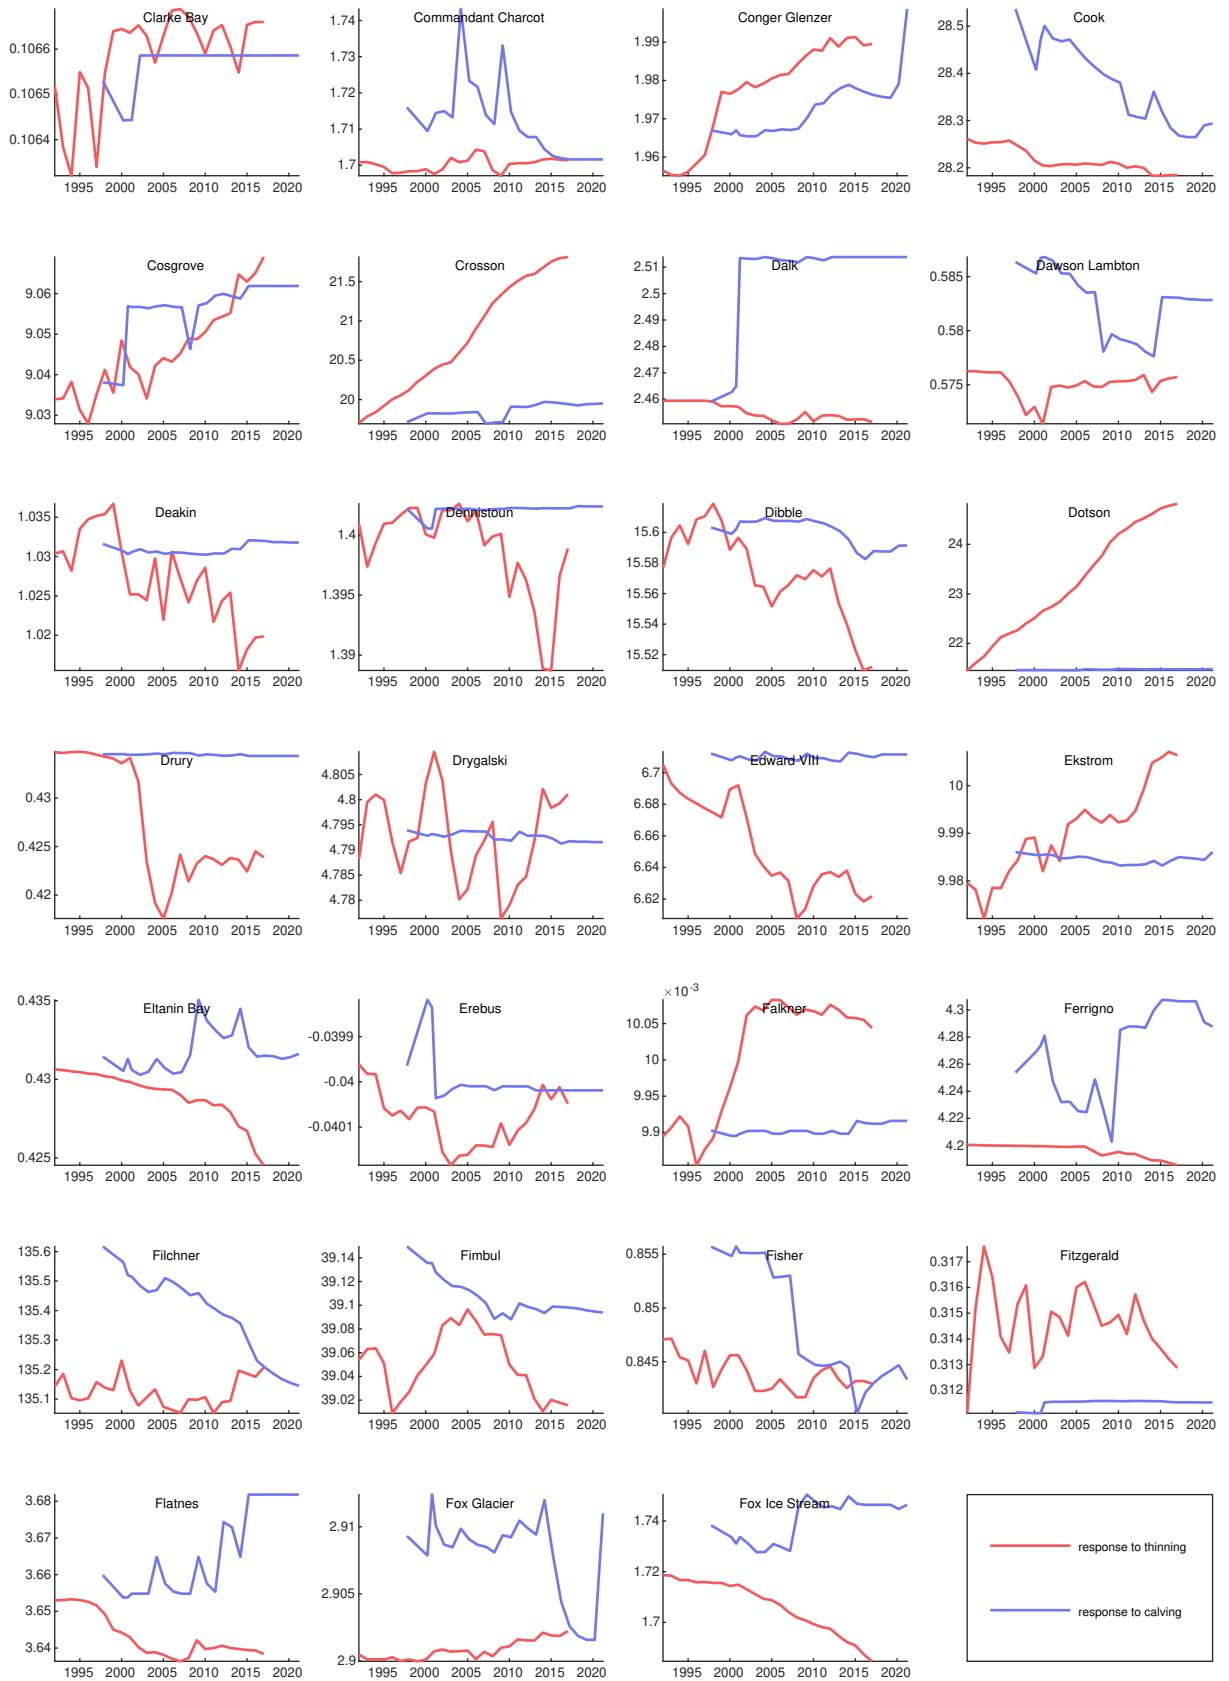 Clarke Bay
0.1066
0.1065
0.1064
1995 2000 2005 2010 2015 2020
Commandant Charcot
1.74
1.73
1.72
1.71
1.7
1995 2000 2005 2010 2015 2020
Conger Glenzer
1.99
1.98
1.97
1.96
1995 2000 2005 2010 2015 2020
Cook
28.5
28.4
28.3
28.2
1995 2000 2005 2010 2015 2020
Cosgrove
9.06
9.05
9.04
9.03
1995 2000 2005 2010 2015 2020
Crosson
21.5
21
20.5
20
1995 2000 2005 2010 2015 2020
Dalk
2.51
2.5
2.49
2.48
2.47
2.46
1995 2000 2005 2010 2015 2020
Dawson Lambton
0.585
0.58
0.575
1995 2000 2005 2010 2015 2020
Deakin
1.035
1.03
1.025
1.02
1995 2000 2005 2010 2015 2020
Dennistoun
1.4
1.395
1.39
1995 2000 2005 2010 2015 2020
Dibble
15.6
15.58
15.56
15.54
15.52
1995 2000 2005 2010 2015 2020
Dotson
24
23
22
1995 2000 2005 2010 2015 2020
Drury
0.43
0.425
0.42
1995 2000 2005 2010 2015 2020
Drygalski
4.805
4.8
4.795
4.79
4.785
4.78
1995 2000 2005 2010 2015 2020
Edward VIII
6.7
6.68
6.66
6.64
6.62
1995 2000 2005 2010 2015 2020
Ekstrom
10
9.99
9.98
1995 2000 2005 2010 2015 2020
Eltanin Bay
0.435
0.43
0.425
1995 2000 2005 2010 2015 2020
Erebus
-0.0399
-0.04
-0.0401
1995 2000 2005 2010 2015 2020
×10-3
Falkner
10.05
10
9.95
9.9
1995 2000 2005 2010 2015 2020
Ferrigno
4.3
4.28
4.26
4.24
4.22
4.2
1995 2000 2005 2010 2015 2020
Filchner
135.6
135.5
135.4
135.3
135.2
135.1
1995 2000 2005 2010 2015 2020
Fimbul
39.14
39.12
39.1
39.08
39.06
39.04
39.02
1995 2000 2005 2010 2015 2020
Fisher
0.855
0.85
0.845
1995 2000 2005 2010 2015 2020
Fitzgerald
0.317
0.316
0.315
0.314
0.313
0.312
1995 2000 2005 2010 2015 2020
Flatnes
3.68
3.67
3.66
3.65
3.64
1995 2000 2005 2010 2015 2020
Fox Glacier
2.91
2.905
2.9
1995 2000 2005 2010 2015 2020
Fox Ice Stream
1.74
1.72
1.7
1995 2000 2005 2010 2015 2020
response to thinning
response to calving